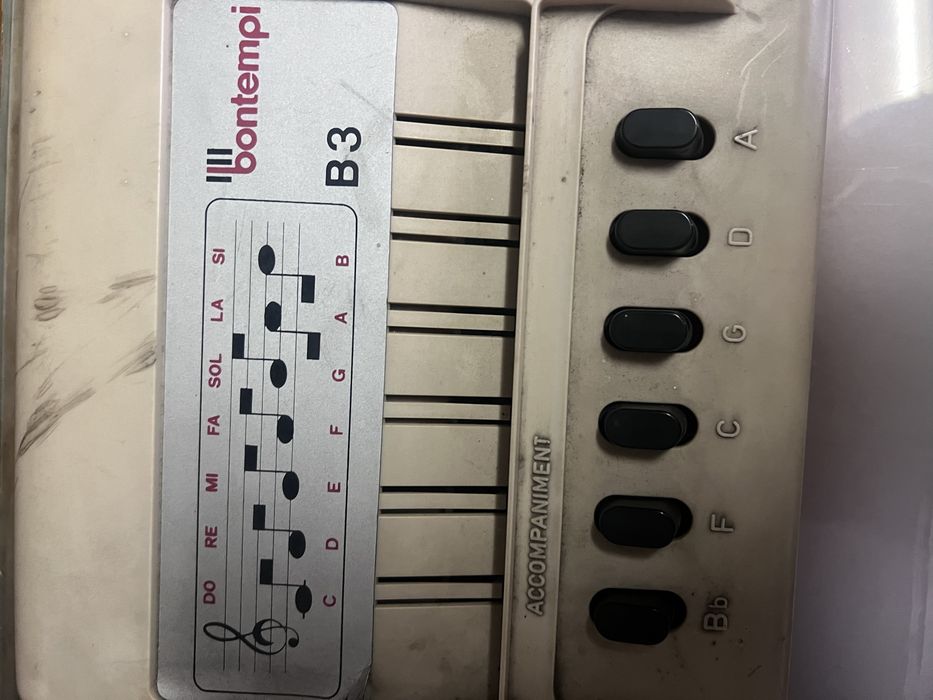 bontempi
B3
DO RE MI FA SOL LA SI
C D E F G A B
ACCOMPANIMENT
Bb F C G D A